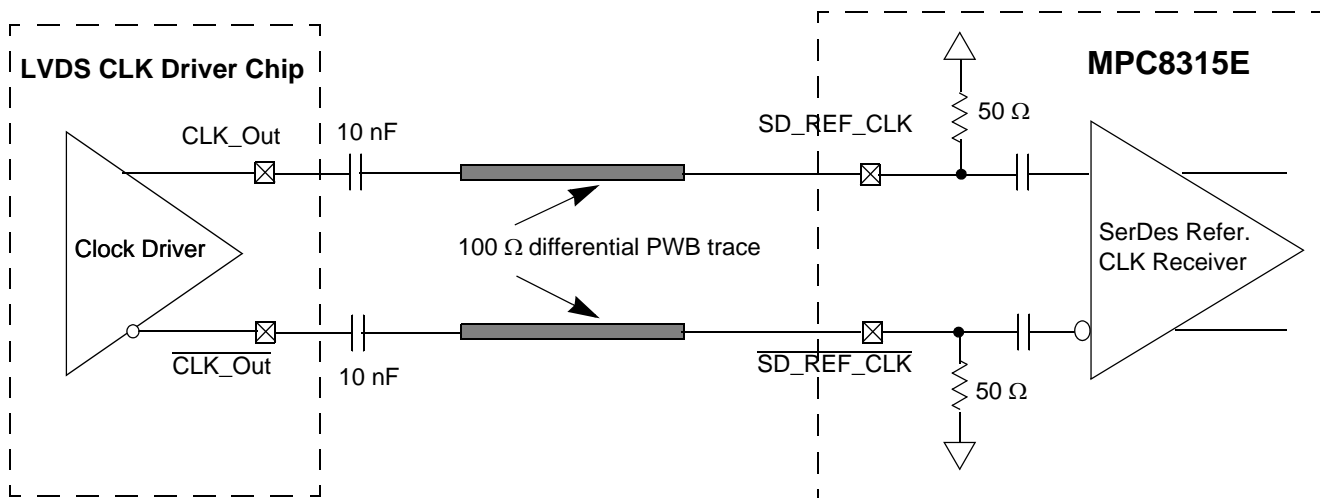 LVDS CLK Driver Chip
MPC8315E
CLK_Out
10 nF
SD_REF_CLK
50 Ω
Clock Driver
100 Ω differential PWB trace
SerDes Refer.
CLK Receiver
CLK_Out
10 nF
SD_REF_CLK
50 Ω